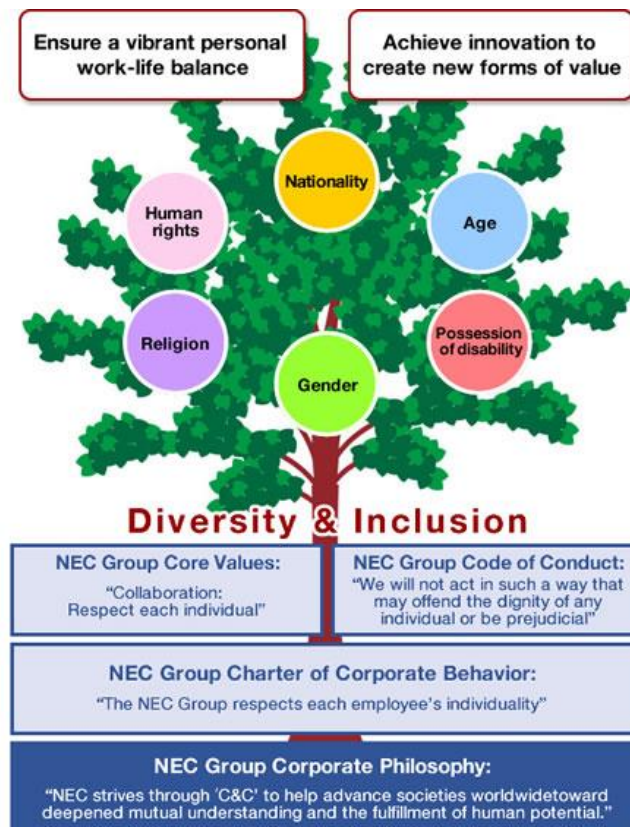 Ensure a vibrant personal
work-life balance
Achieve innovation to
create new forms of value
Nationality
Human
rights
Age
Religion
Possession
of disability
Gender
Diversity & Inclusion
NEC Group Core Values:
“Collaboration:
Respect each individual”
NEC Group Code of Conduct:
“We will not act in such a way that
may offend the dignity of any
individual or be prejudicial”
NEC Group Charter of Corporate Behavior:
“The NEC Group respects each employee's individuality”
NEC Group Corporate Philosophy:
“NEC strives through 'C&C' to help advance societies worldwidetoward
deepened mutual understanding and the fulfillment of human potential.”